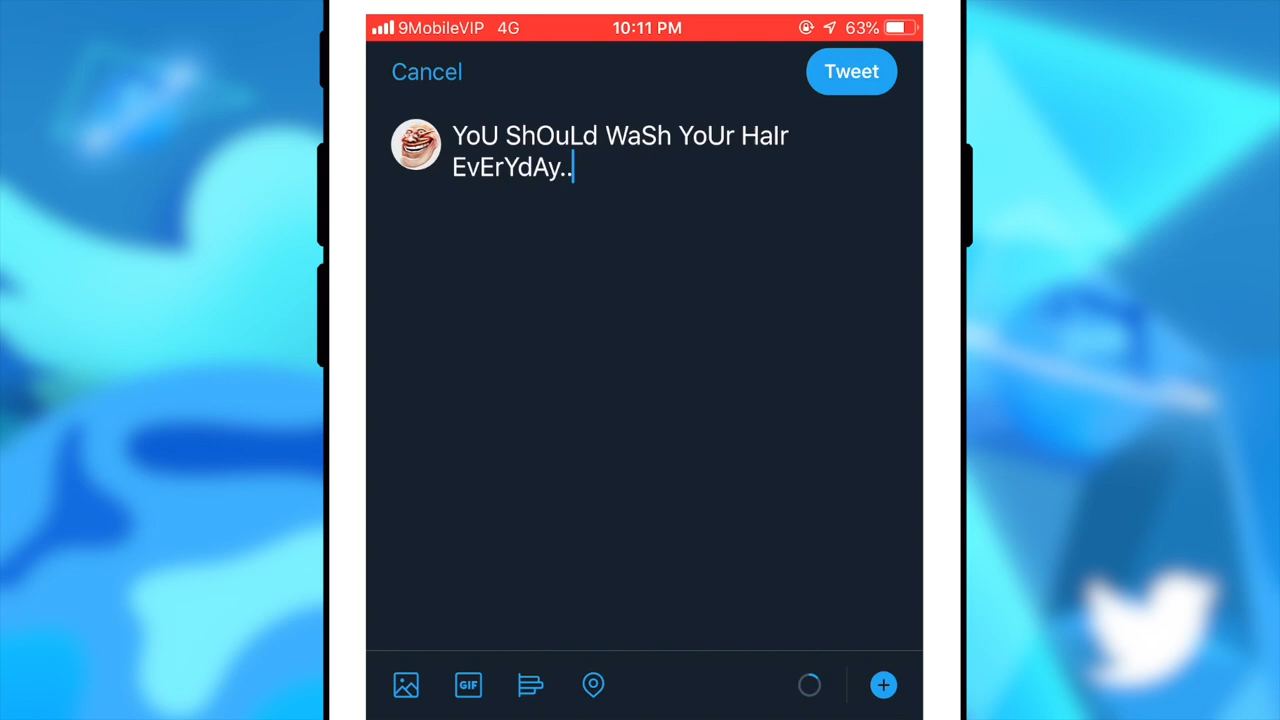 9MobileVIP 4G 10:11 PM 63%
Cancel Tweet
YoU ShOuLd WaSh YoUr HaIr
EvErYdAy..
GIF